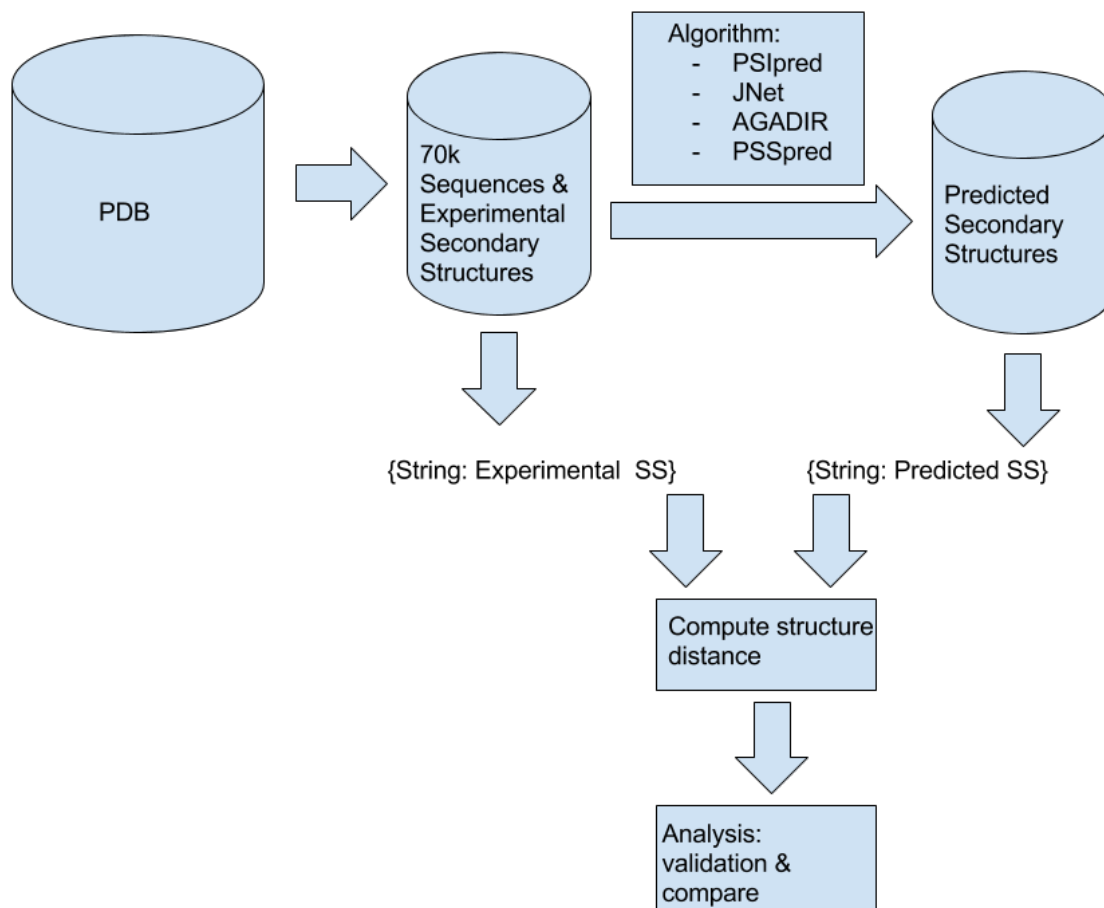 PDB
70k
Sequences &
Experimental
Secondary
Structures
Algorithm:
- PSIpred
- JNet
- AGADIR
- PSSpred
Predicted
Secondary
Structures
{String: Experimental  SS}
{String: Predicted SS}
Compute structure
distance
Analysis:
validation &
compare